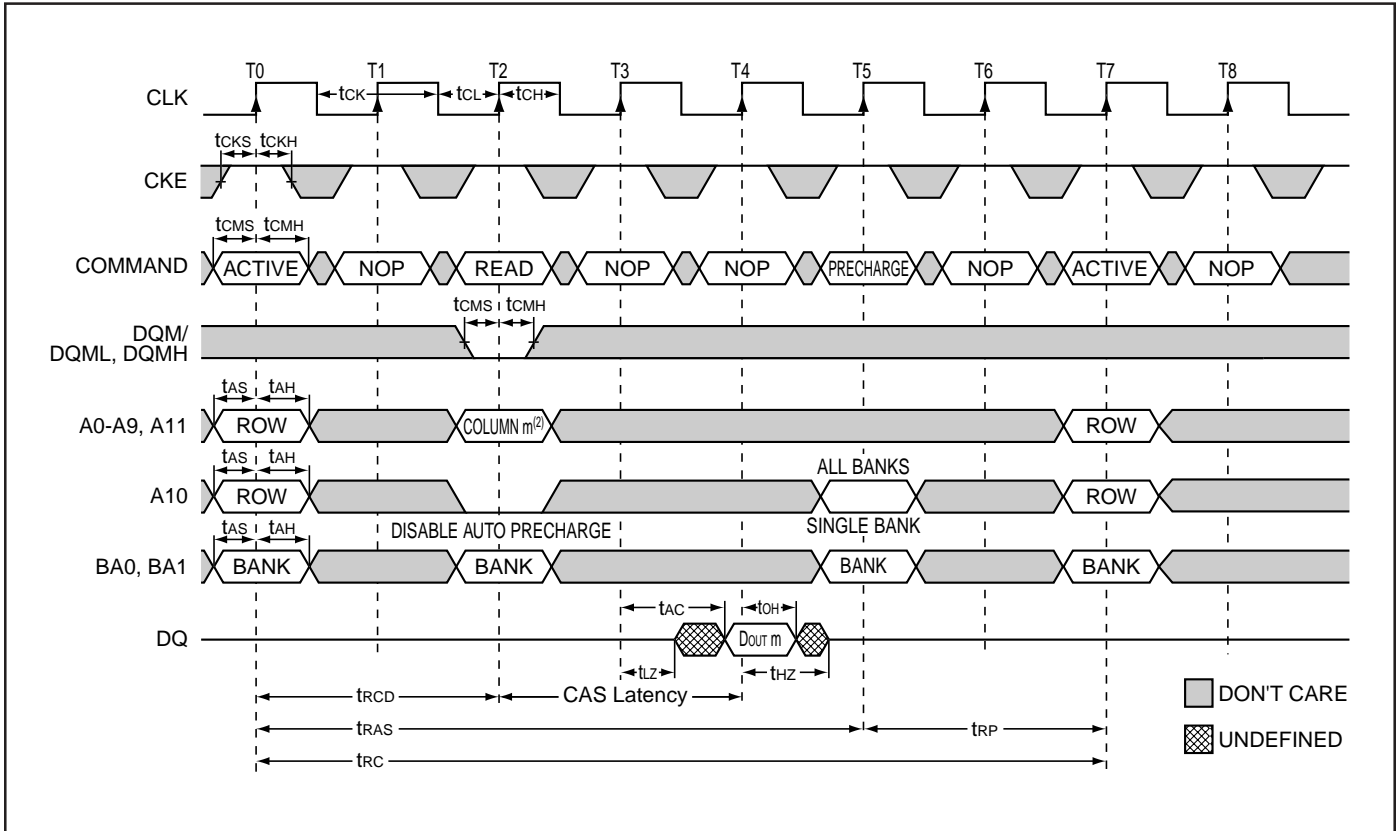 T0 T1 T2 T3 T4 T5 T6 T7 T8
CLK tCK tCL tCH
tCKS tCKH
CKE
tCMS tCMH
COMMAND ACTIVE NOP READ NOP NOP PRECHARGE NOP ACTIVE NOP
tCMS tCMH
DQM/
DQML, DQMH
tAS tAH
A0-A9, A11 ROW COLUMN m(2) ROW
tAS tAH ALL BANKS
A10 ROW ROW
tAS tAH DISABLE AUTO PRECHARGE SINGLE BANK
BA0, BA1 BANK BANK BANK BANK
tAC tOH
DQ DOUT m
tLZ tHZ
tRCD CAS Latency DON'T CARE
tRAS tRP
UNDEFINED
tRC